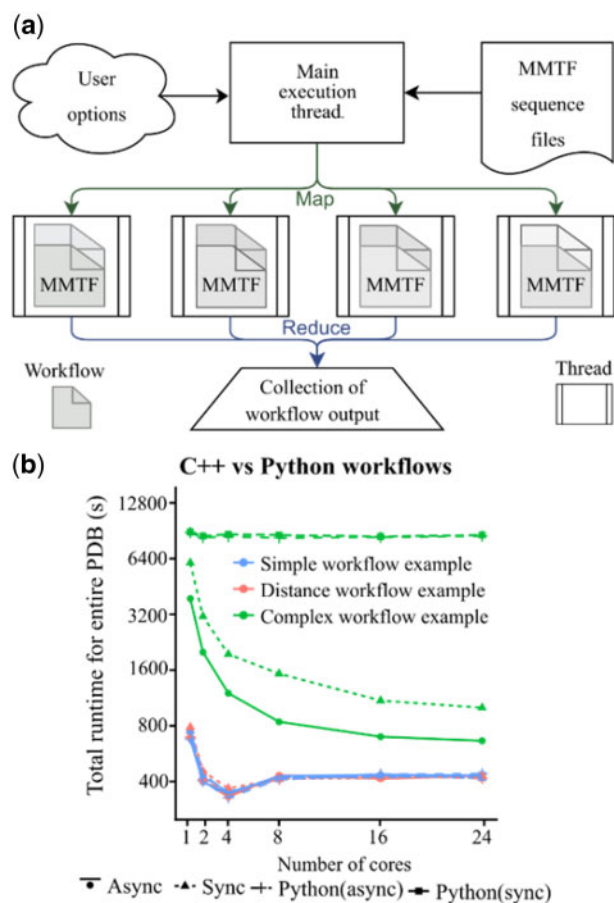 (a)
User
options
Main
execution
thread.
MMTF
sequence
files
Map
MMTF
MMTF
MMTF
MMTF
Reduce
Workflow
Collection of
workflow output
Thread
(b)
C++ vs Python workflows
Total runtime for entire PDB (s)
12800
6400
3200
1600
800
400
Simple workflow example
Distance workflow example
Complex workflow example
1 2 4 8 16 24
Number of cores
Async Sync Python(async) Python(sync)